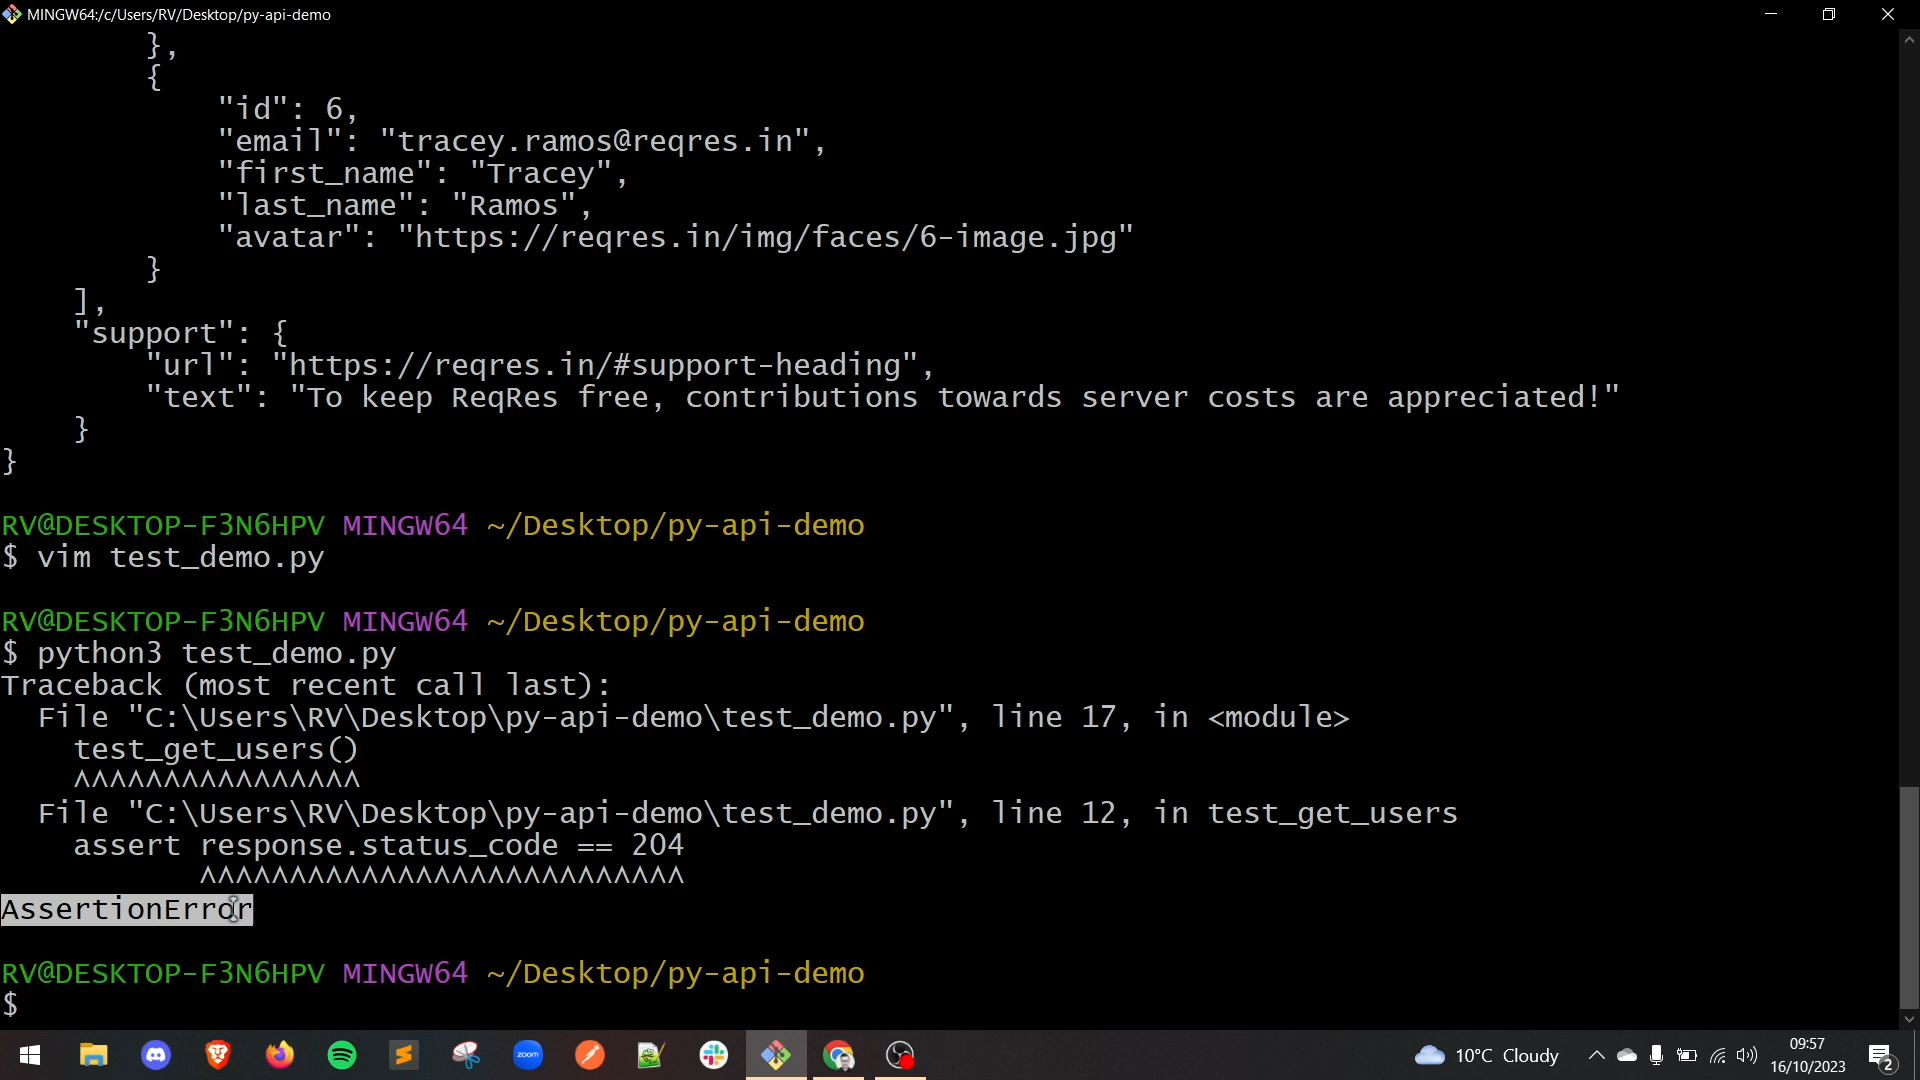 MINGW64:/c/Users/RV/Desktop/py-api-demo
},
{
"id": 6,
"email": "tracey.ramos@reqres.in",
"first_name": "Tracey",
"last_name": "Ramos",
"avatar": "https://reqres.in/img/faces/6-image.jpg"
}
],
"support": {
"url": "https://reqres.in/#support-heading",
"text": "To keep ReqRes free, contributions towards server costs are appreciated!"
}
}
RV@DESKTOP-F3N6HPV MINGW64 ~/Desktop/py-api-demo
$ vim test_demo.py
RV@DESKTOP-F3N6HPV MINGW64 ~/Desktop/py-api-demo
$ python3 test_demo.py
Traceback (most recent call last):
File "C:\Users\RV\Desktop\py-api-demo\test_demo.py", line 17, in <module>
test_get_users()
^^^^^^^^^^^^^^^^
File "C:\Users\RV\Desktop\py-api-demo\test_demo.py", line 12, in test_get_users
assert response.status_code == 204
^^^^^^^^^^^^^^^^^^^^^^^^^^^
AssertionError
RV@DESKTOP-F3N6HPV MINGW64 ~/Desktop/py-api-demo
$
zoom
10°C Cloudy
09:57
16/10/2023
2